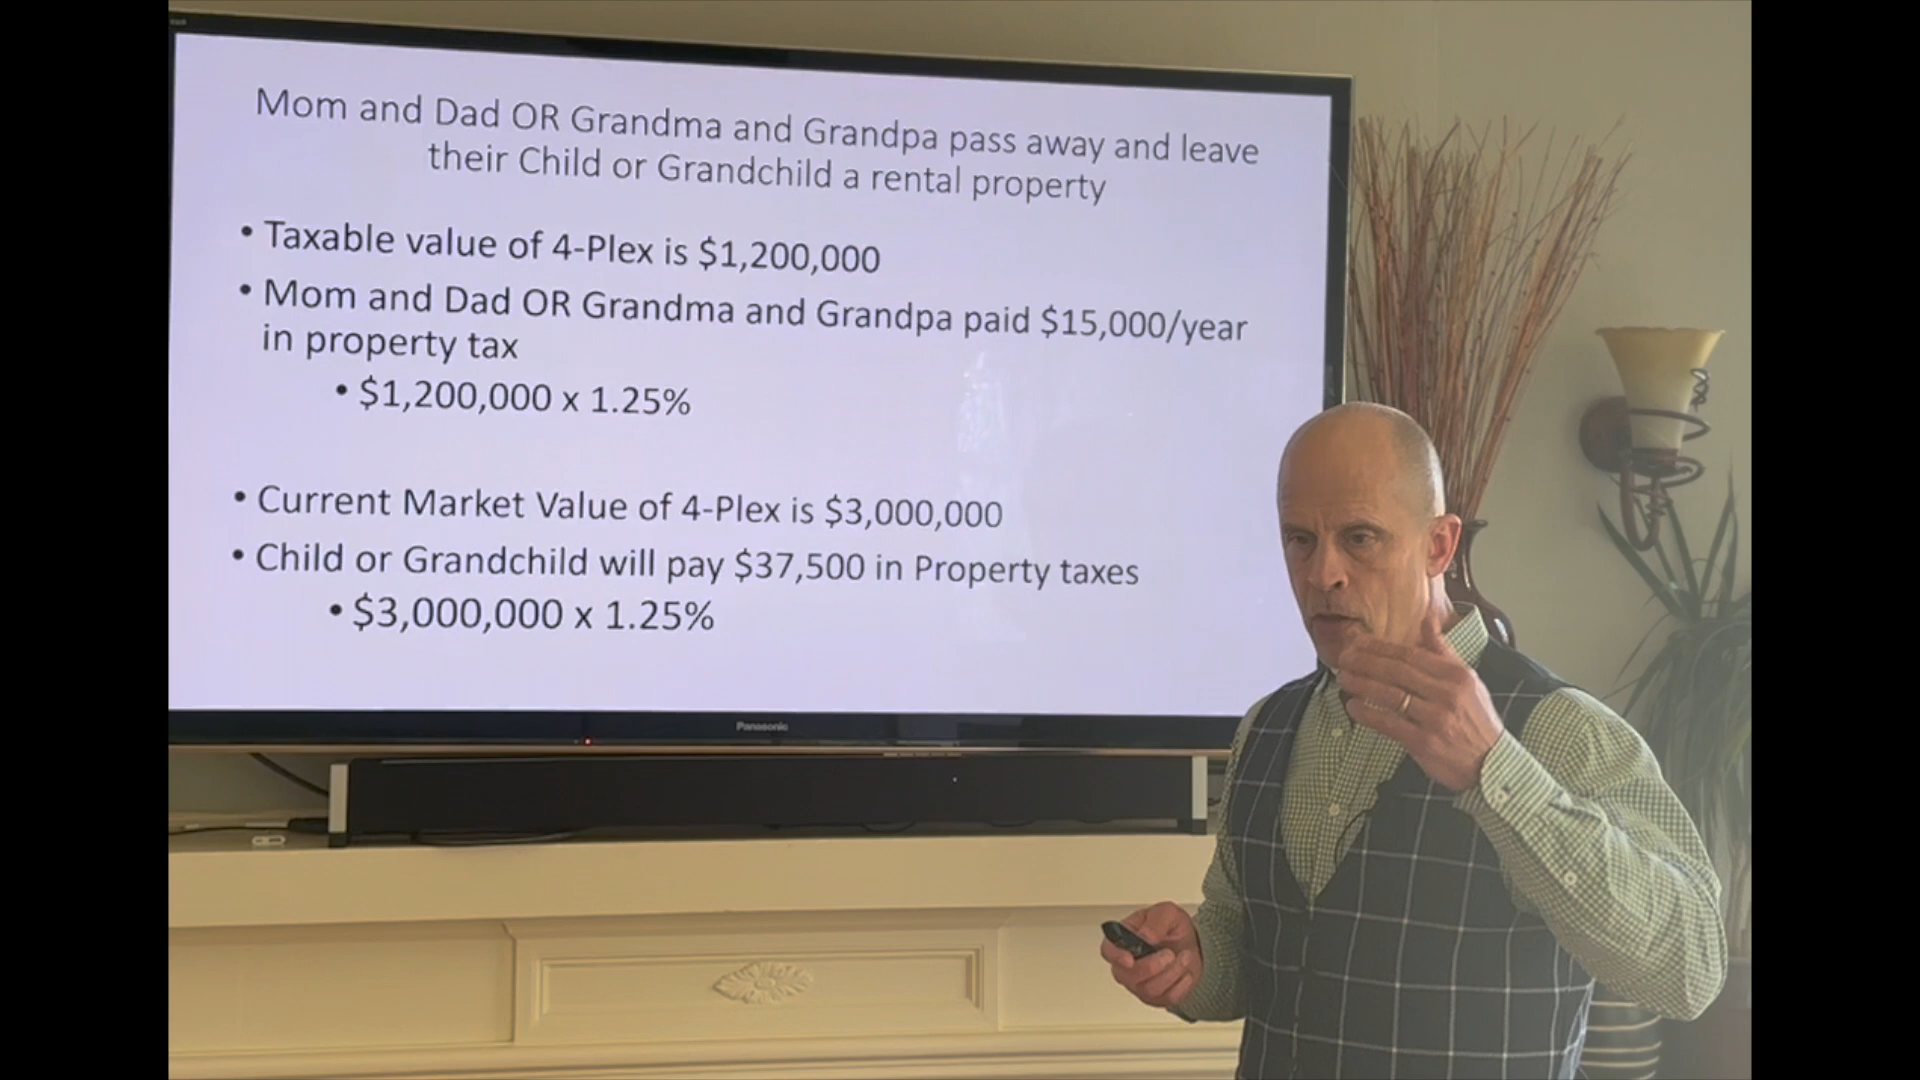 Mom and Dad OR Grandma and Grandpa pass away and leave
their Child or Grandchild a rental property
• Taxable value of 4-Plex is $1,200,000
• Mom and Dad OR Grandma and Grandpa paid $15,000/year
in property tax
• $1,200,000 x 1.25%
• Current Market Value of 4-Plex is $3,000,000
• Child or Grandchild will pay $37,500 in Property taxes
• $3,000,000 x 1.25%
Panasonic